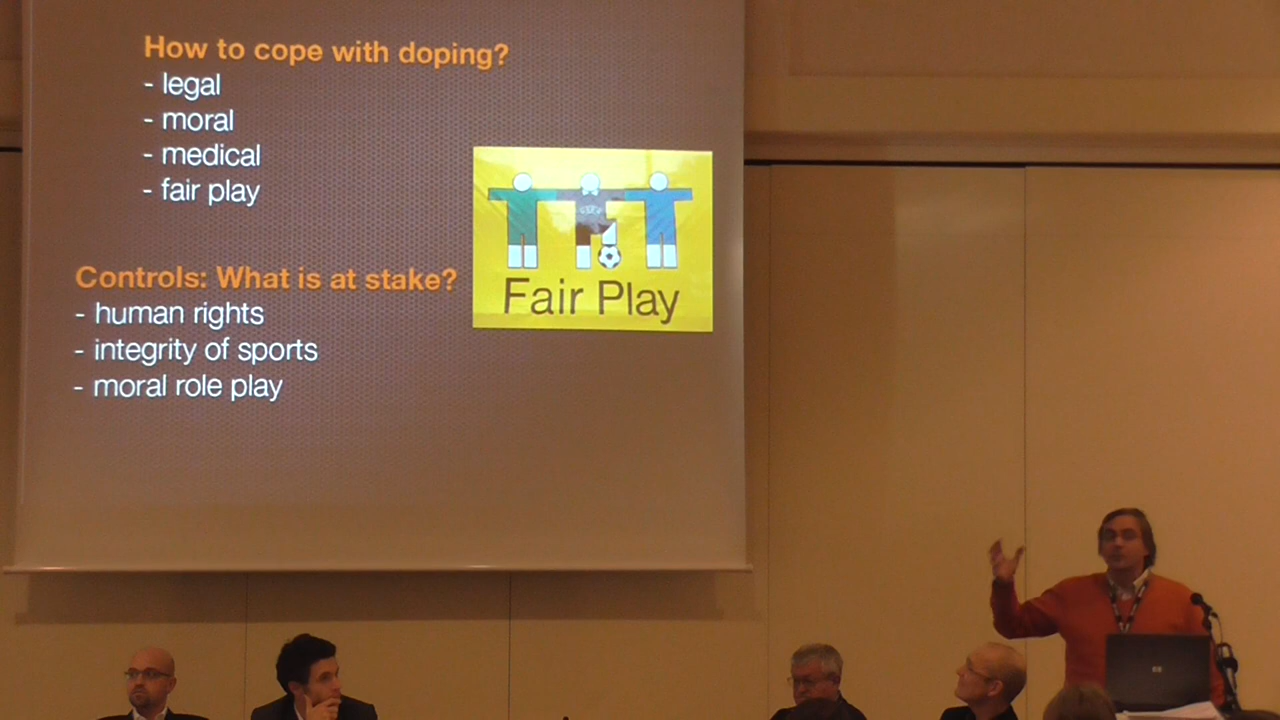 How to cope with doping?
- legal
- moral
- medical
- fair play
Fair Play
Controls: What is at stake?
- human rights
- integrity of sports
- moral role play